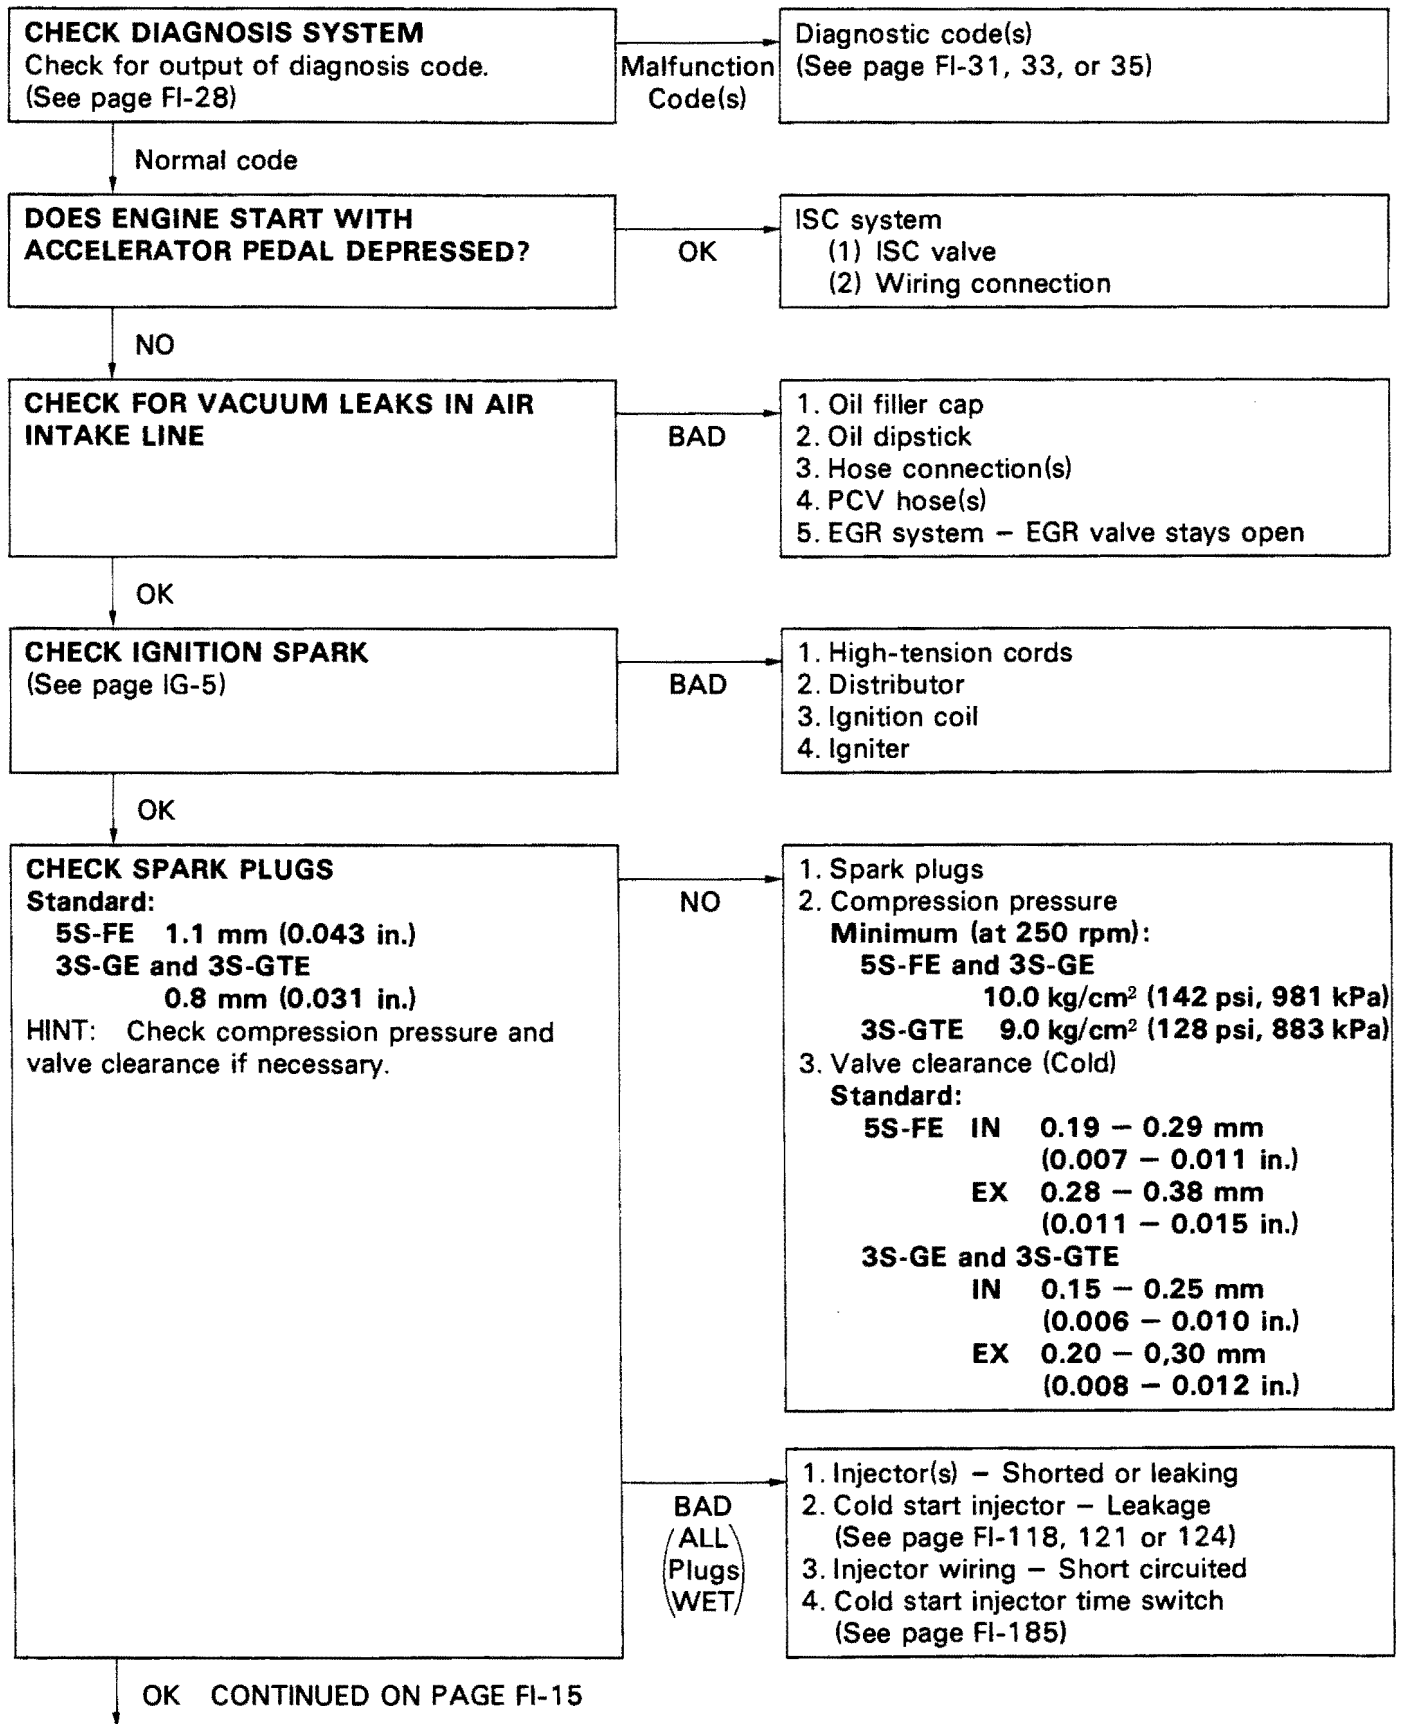 CHECK DIAGNOSIS SYSTEM
Check for output of diagnosis code.
(See page FI-28)
Malfunction
Code(s)
Diagnostic code(s)
(See page FI-31, 33, or 35)
Normal code
DOES ENGINE START WITH
ACCELERATOR PEDAL DEPRESSED?
OK
ISC system
(1) ISC valve
(2) Wiring connection
NO
CHECK FOR VACUUM LEAKS IN AIR
INTAKE LINE
BAD
1. Oil filler cap
2. Oil dipstick
3. Hose connection(s)
4. PCV hose(s)
5. EGR system – EGR valve stays open
OK
CHECK IGNITION SPARK
(See page IG-5)
BAD
1. High-tension cords
2. Distributor
3. Ignition coil
4. Igniter
OK
CHECK SPARK PLUGS
Standard:
5S-FE 1.1 mm (0.043 in.)
3S-GE and 3S-GTE
0.8 mm (0.031 in.)
HINT: Check compression pressure and
valve clearance if necessary.
NO
1. Spark plugs
2. Compression pressure
Minimum (at 250 rpm):
5S-FE and 3S-GE
10.0 kg/cm² (142 psi, 981 kPa)
3S-GTE 9.0 kg/cm² (128 psi, 883 kPa)
3. Valve clearance (Cold)
Standard:
5S-FE IN 0.19 – 0.29 mm
(0.007 – 0.011 in.)
EX 0.28 – 0.38 mm
(0.011 – 0.015 in.)
3S-GE and 3S-GTE
IN 0.15 – 0.25 mm
(0.006 – 0.010 in.)
EX 0.20 – 0,30 mm
(0.008 – 0.012 in.)
BAD
(ALL
Plugs
WET)
1. Injector(s) – Shorted or leaking
2. Cold start injector – Leakage
(See page FI-118, 121 or 124)
3. Injector wiring – Short circuited
4. Cold start injector time switch
(See page FI-185)
OK CONTINUED ON PAGE FI-15